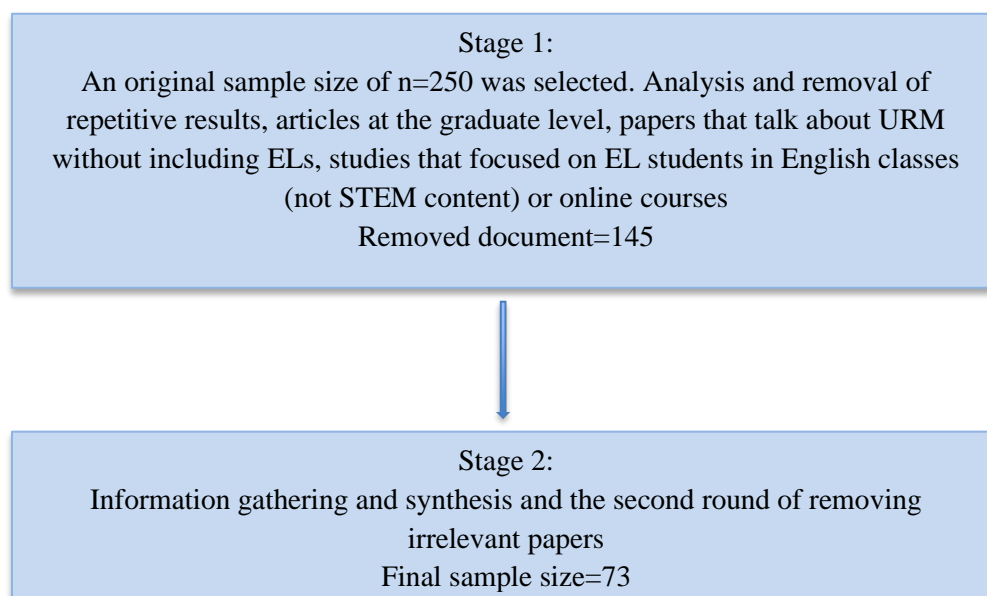 Stage 1:
An original sample size of n=250 was selected. Analysis and removal of
repetitive results, articles at the graduate level, papers that talk about URM
without including ELs, studies that focused on EL students in English classes
(not STEM content) or online courses
Removed document=145
Stage 2:
Information gathering and synthesis and the second round of removing
irrelevant papers
Final sample size=73